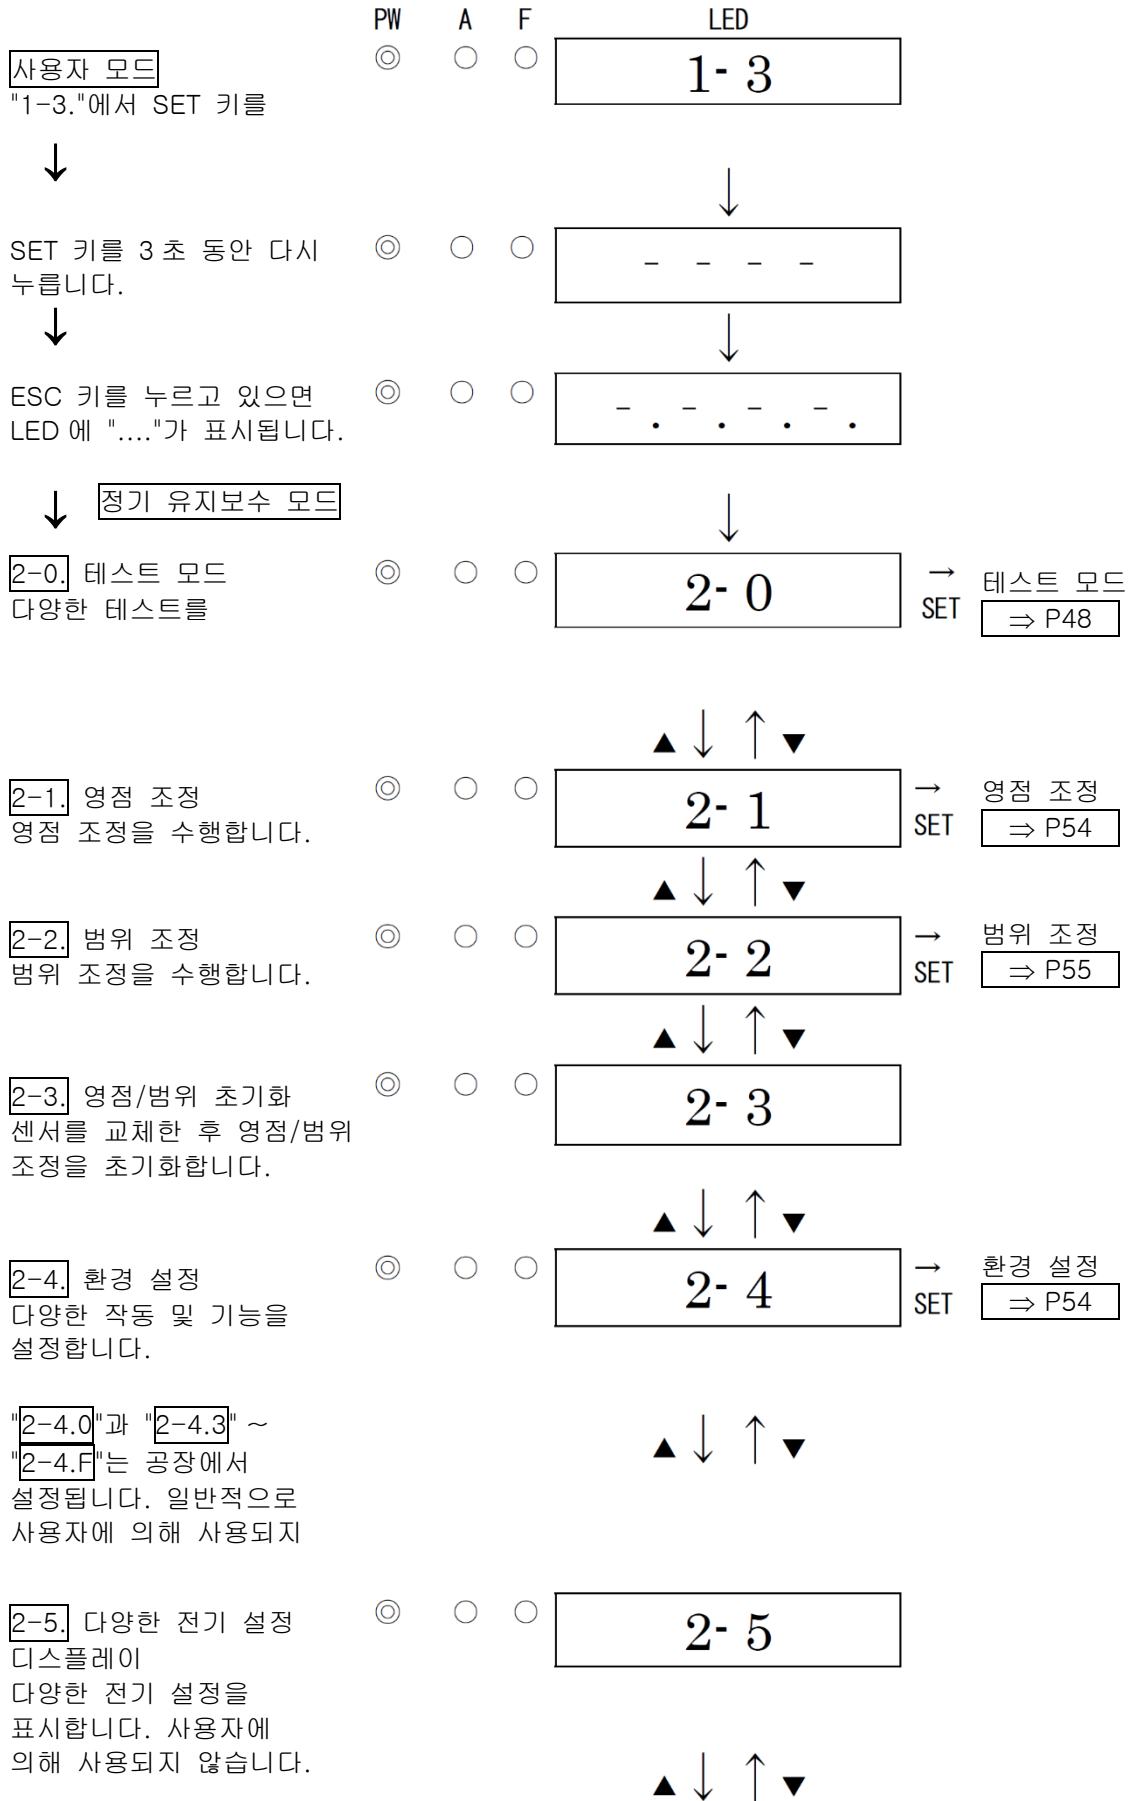 PW A F LED
사용자 모드
◎ ○ ○ 1- 3
"1-3."에서 SET 키를
↓
↓
SET 키를 3초 동안 다시
누릅니다.
◎ ○ ○ - - - -
↓
↓
ESC 키를 누르고 있으면
LED에 "...."가 표시됩니다.
◎ ○ ○ -. -. -. -.
↓ 정기 유지보수 모드
↓
2-0. 테스트 모드
다양한 테스트를
◎ ○ ○ 2- 0
→ SET
테스트 모드
⇒ P48
▲ ↓ ↑ ▼
2-1. 영점 조정
영점 조정을 수행합니다.
◎ ○ ○ 2- 1
→ SET
영점 조정
⇒ P54
▲ ↓ ↑ ▼
2-2. 범위 조정
범위 조정을 수행합니다.
◎ ○ ○ 2- 2
→ SET
범위 조정
⇒ P55
▲ ↓ ↑ ▼
2-3. 영점/범위 초기화
센서를 교체한 후 영점/범위
조정을 초기화합니다.
◎ ○ ○ 2- 3
▲ ↓ ↑ ▼
2-4. 환경 설정
다양한 작동 및 기능을
설정합니다.
◎ ○ ○ 2- 4
→ SET
환경 설정
⇒ P54
"2-4.0"과 "2-4.3" ~
"2-4.F"는 공장에서
설정됩니다. 일반적으로
사용자에 의해 사용되지
▲ ↓ ↑ ▼
2-5. 다양한 전기 설정
디스플레이
다양한 전기 설정을
표시합니다. 사용자에
의해 사용되지 않습니다.
◎ ○ ○ 2- 5
▲ ↓ ↑ ▼